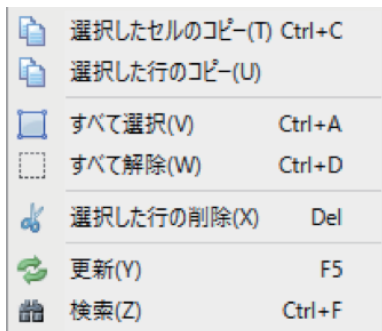 選択したセルのコピー(T) Ctrl+C
選択した行のコピー(U)
すべて選択(V) Ctrl+A
すべて解除(W) Ctrl+D
選択した行の削除(X) Del
更新(Y) F5
検索(Z) Ctrl+F